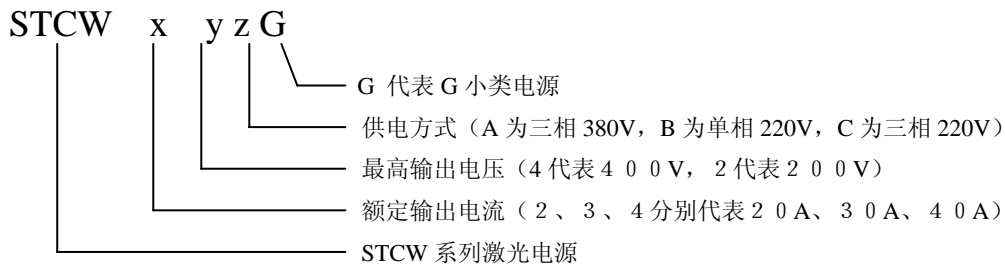 STCW x y z G
G 代表 G 小类电源
供电方式（A 为三相 380V，B 为单相 220V，C 为三相 220V）
最高输出电压（4 代表４００V，２代表２００V）
额定输出电流（２、３、４分别代表２０A、３０A、４０A）
STCW 系列激光电源